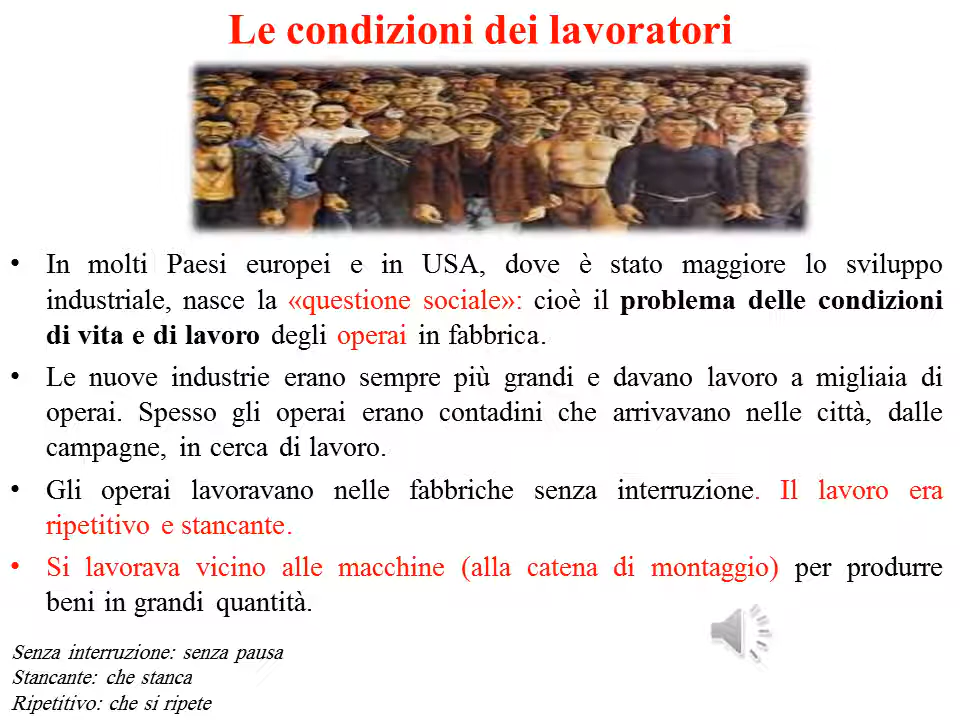 Le condizioni dei lavoratori
• In molti Paesi europei e in USA, dove è stato maggiore lo sviluppo
industriale, nasce la «questione sociale»: cioè il problema delle condizioni
di vita e di lavoro degli operai in fabbrica.
• Le nuove industrie erano sempre più grandi e davano lavoro a migliaia di
operai. Spesso gli operai erano contadini che arrivavano nelle città, dalle
campagne, in cerca di lavoro.
• Gli operai lavoravano nelle fabbriche senza interruzione. Il lavoro era
ripetitivo e stancante.
• Si lavorava vicino alle macchine (alla catena di montaggio) per produrre
beni in grandi quantità.
Senza interruzione: senza pausa
Stancante: che stanca
Ripetitivo: che si ripete